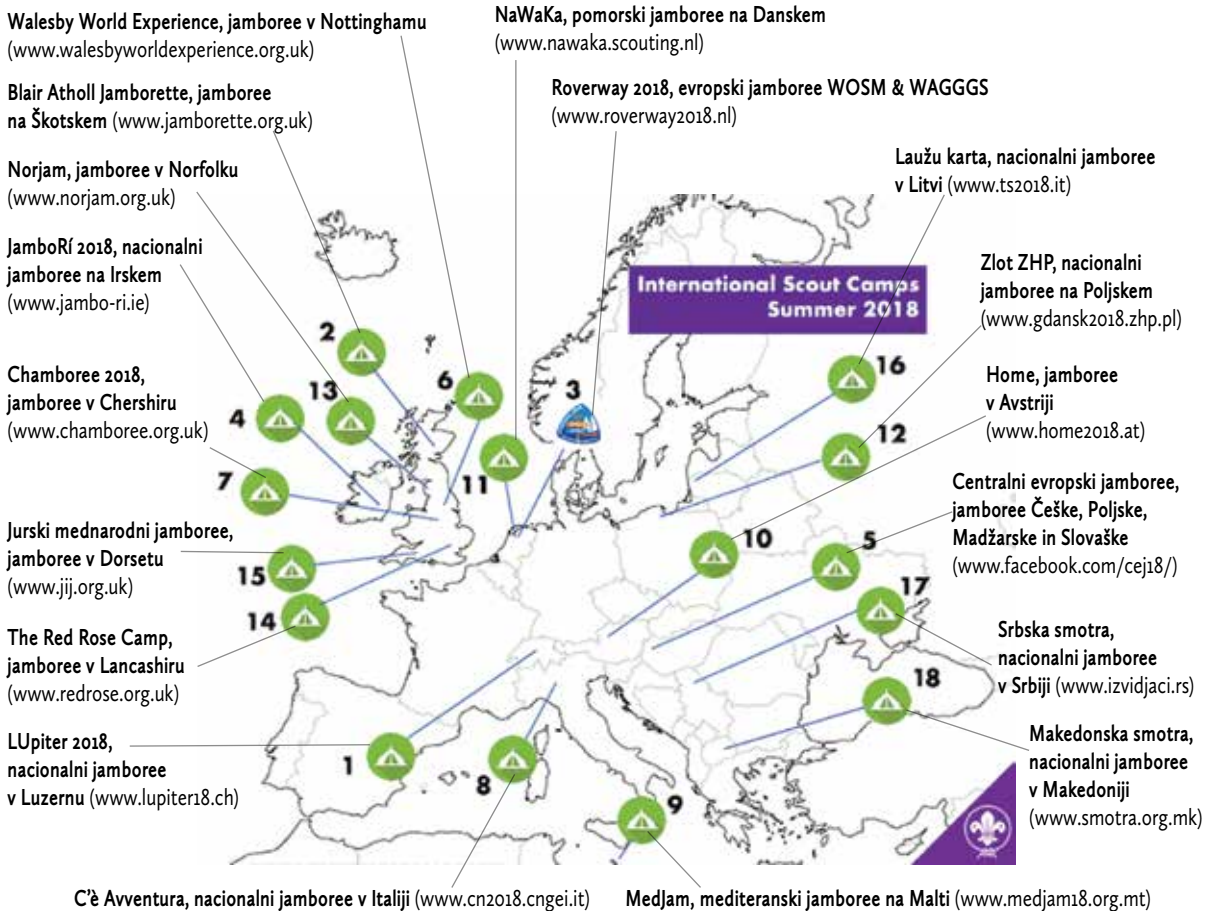 Walesby World Experience, jamboree v Nottinghamu
(www.walesbyworldexperience.org.uk)
NaWaKa, pomorski jamboree na Danskem
(www.nawaka.scouting.nl)
Blair Atholl Jamborette, jamboree
na Škotskem (www.jamborette.org.uk)
Roverway 2018, evropski jamboree WOSM & WAGGGS
(www.roverway2018.nl)
Norjam, jamboree v Norfolku
(www.norjam.org.uk)
Laužu karta, nacionalni jamboree
v Litvi (www.ts2018.it)
JamboRí 2018, nacionalni
jamboree na Irskem
(www.jambo-ri.ie)
Zlot ZHP, nacionalni
jamboree na Poljskem
(www.gdansk2018.zhp.pl)
International Scout Camps
Summer 2018
Chamboree 2018,
jamboree v Chershiru
(www.chamboree.org.uk)
Home, jamboree
v Avstriji
(www.home2018.at)
Centralni evropski jamboree,
jamboree Češke, Poljske,
Madžarske in Slovaške
(www.facebook.com/cej18/)
Jurski mednarodni jamboree,
jamboree v Dorsetu
(www.jij.org.uk)
The Red Rose Camp,
jamboree v Lancashiru
(www.redrose.org.uk)
Srbska smotra,
nacionalni jamboree
v Srbiji (www.izvidjaci.rs)
LUpiter 2018,
nacionalni jamboree
v Luzernu (www.lupiter18.ch)
Makedonska smotra,
nacionalni jamboree
v Makedoniji
(www.smotra.org.mk)
C'è Avventura, nacionalni jamboree v Italiji (www.cn2018.cngei.it)
MedJam, mediteranski jamboree na Malti (www.medjam18.org.mt)
2
6
3
16
13
4
12
11
7
10
5
15
17
14
18
1
8
9